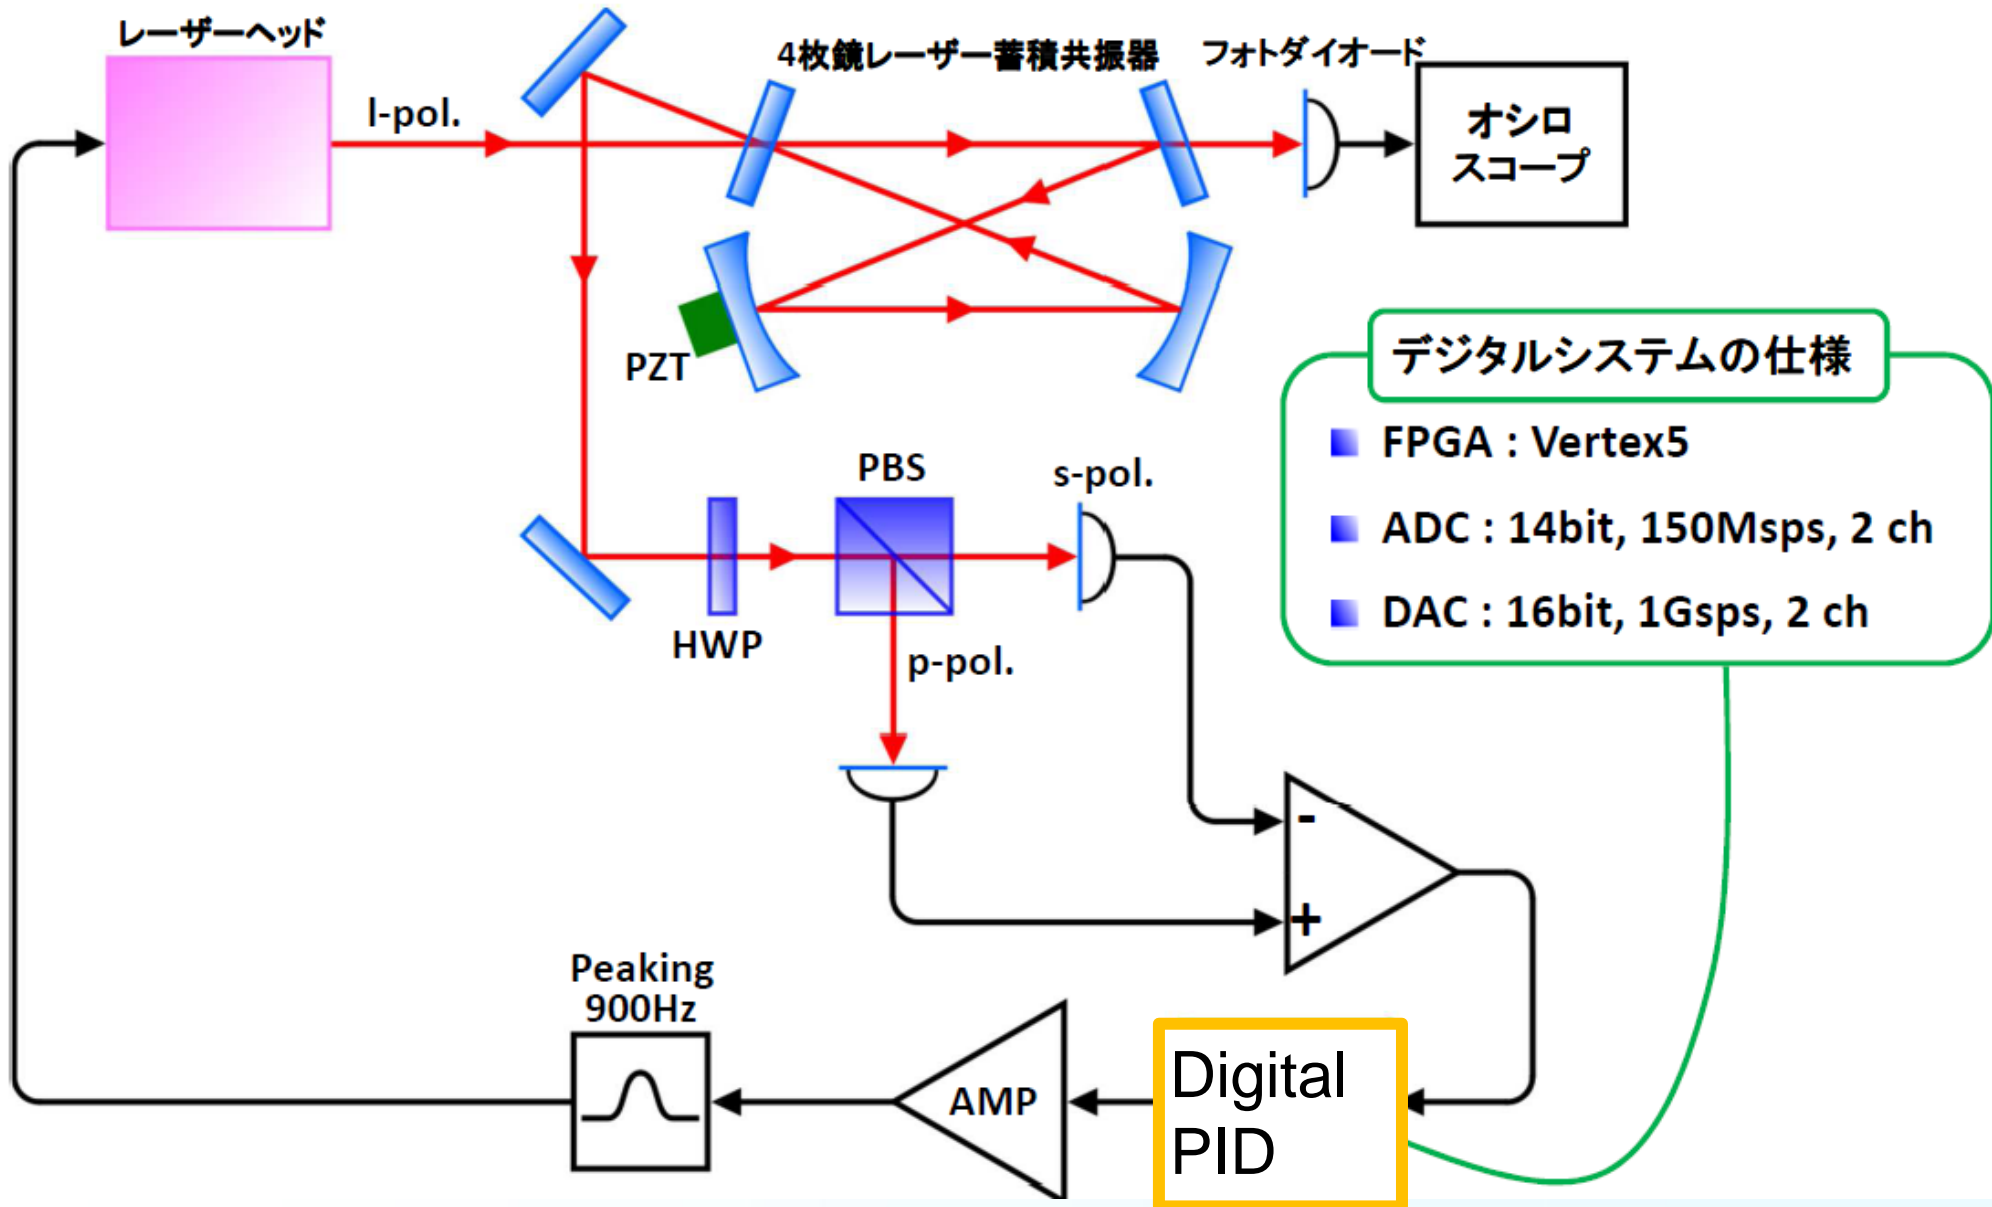 レーザーヘッド
l-pol.
4枚鏡レーザー蓄積共振器
フォトダイオード
オシロ
スコープ
PZT
デジタルシステムの仕様
FPGA : Vertex5
ADC : 14bit, 150Msps, 2 ch
DAC : 16bit, 1Gsps, 2 ch
PBS
s-pol.
HWP
p-pol.
-
+
Peaking
900Hz
AMP
Digital
PID